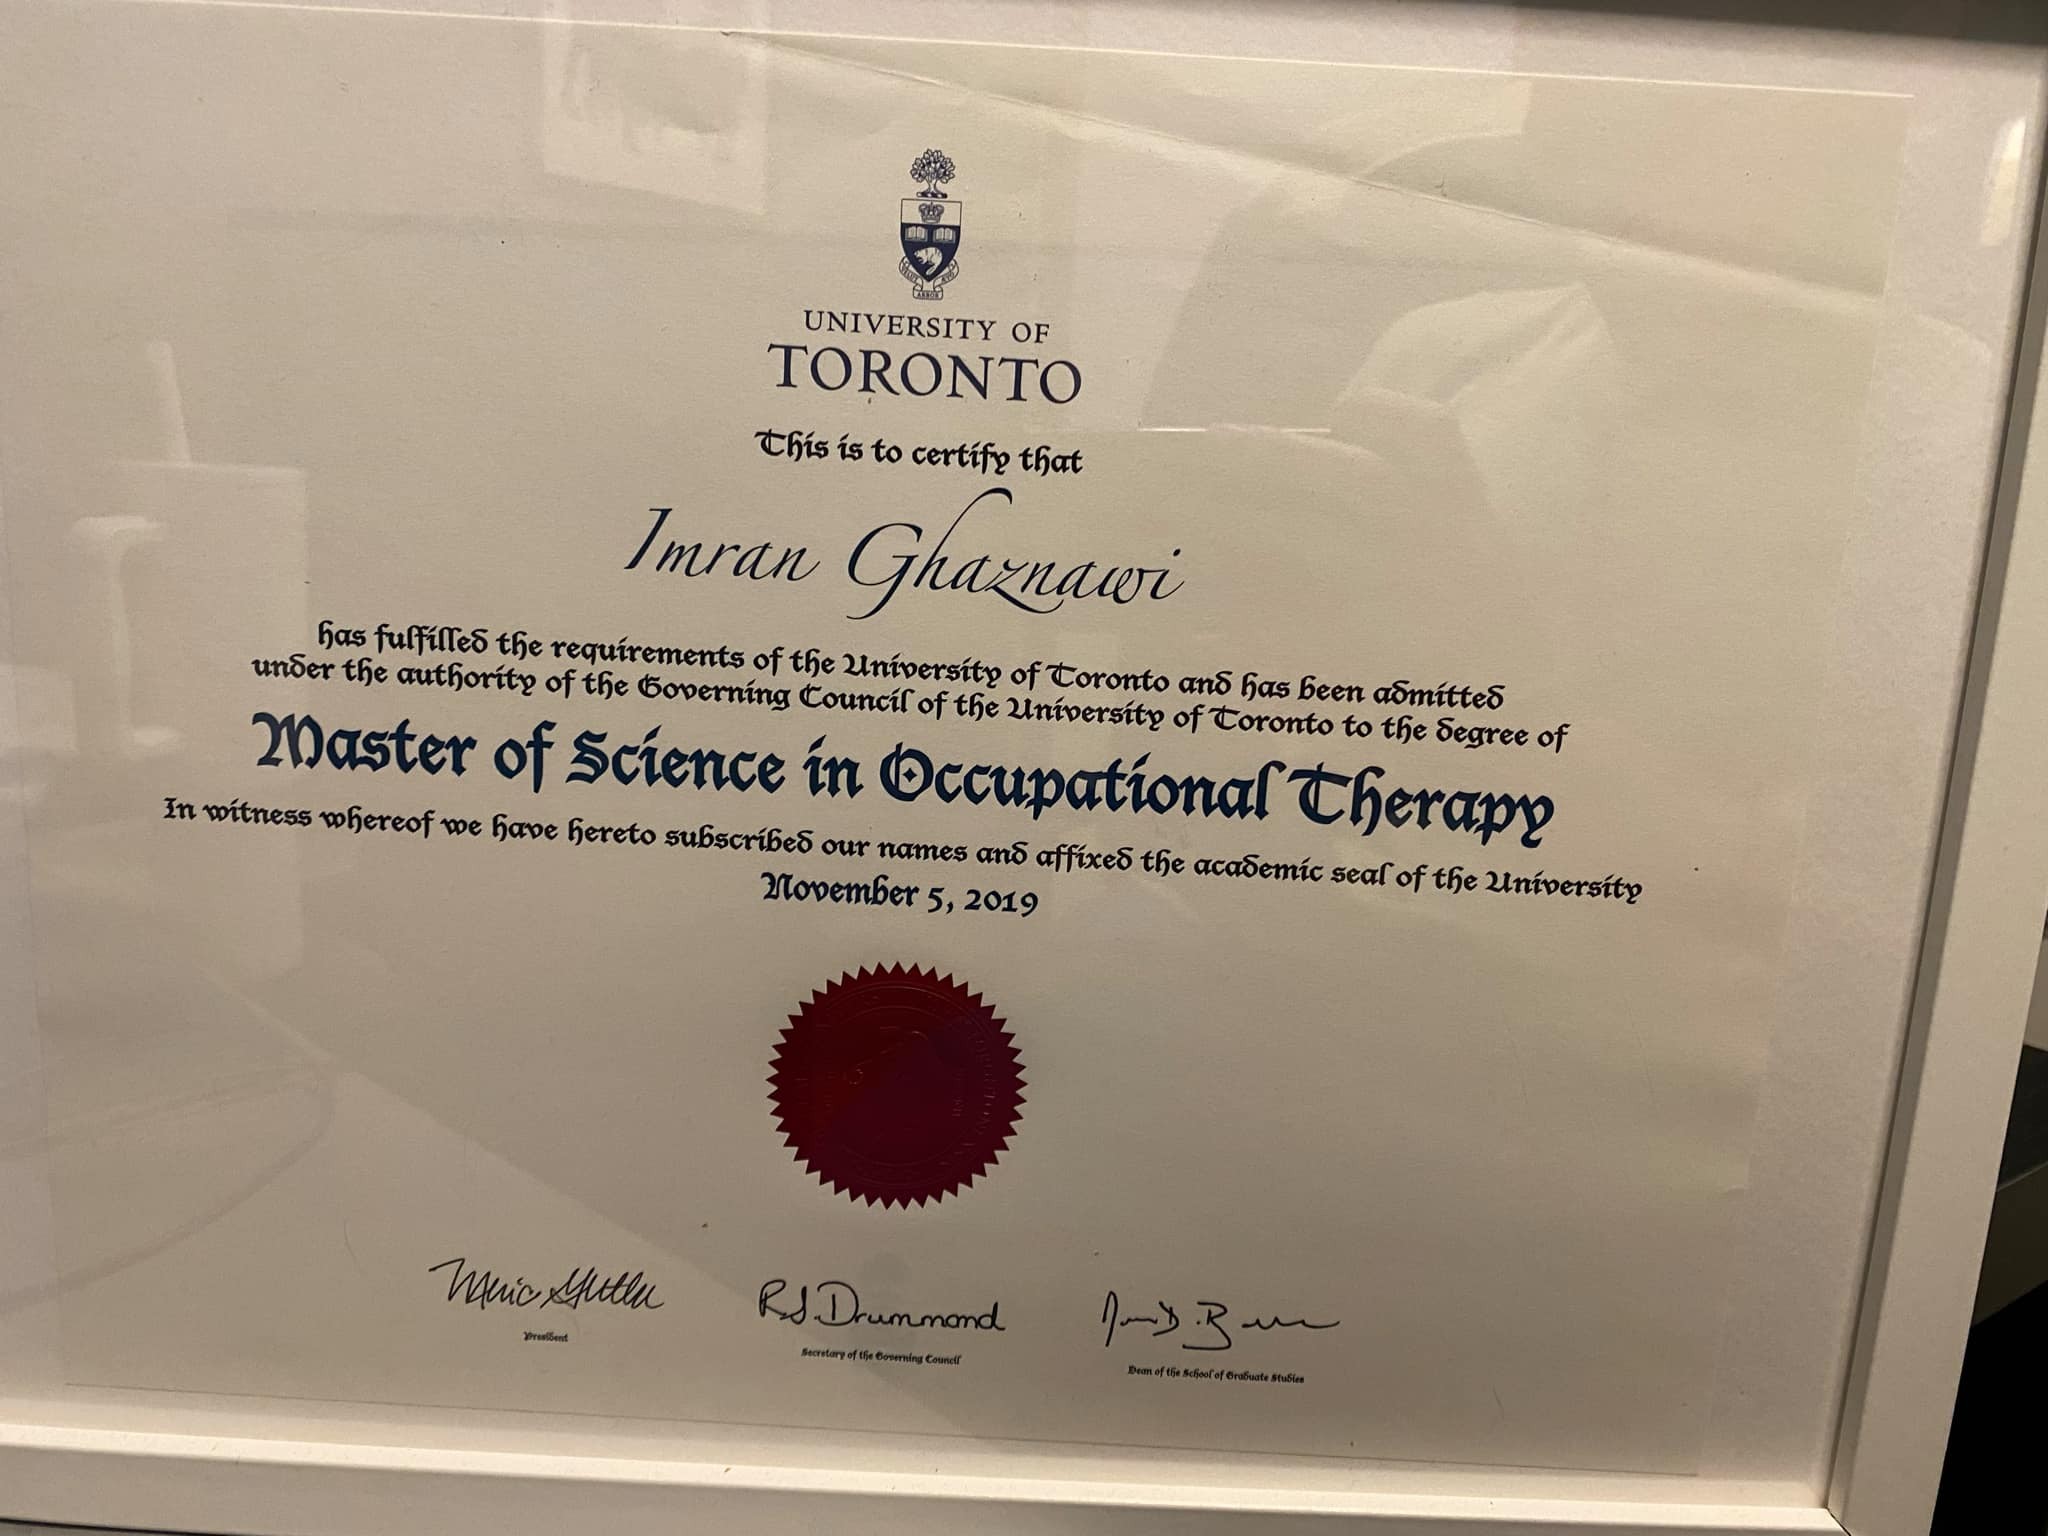 UNIVERSITY OF
TORONTO
This is to certify that
Imran Ghaznawi
has fulfilled the requirements of the University of Toronto and has been admitted
under the authority of the Governing Council of the University of Toronto to the degree of
Master of Science in Occupational Therapy
In witness whereof we have hereto subscribed our names and affixed the academic seal of the University
November 5, 2019
R.S. Drummond
President
Secretary of the Governing Council
Dean of the School of Graduate Studies